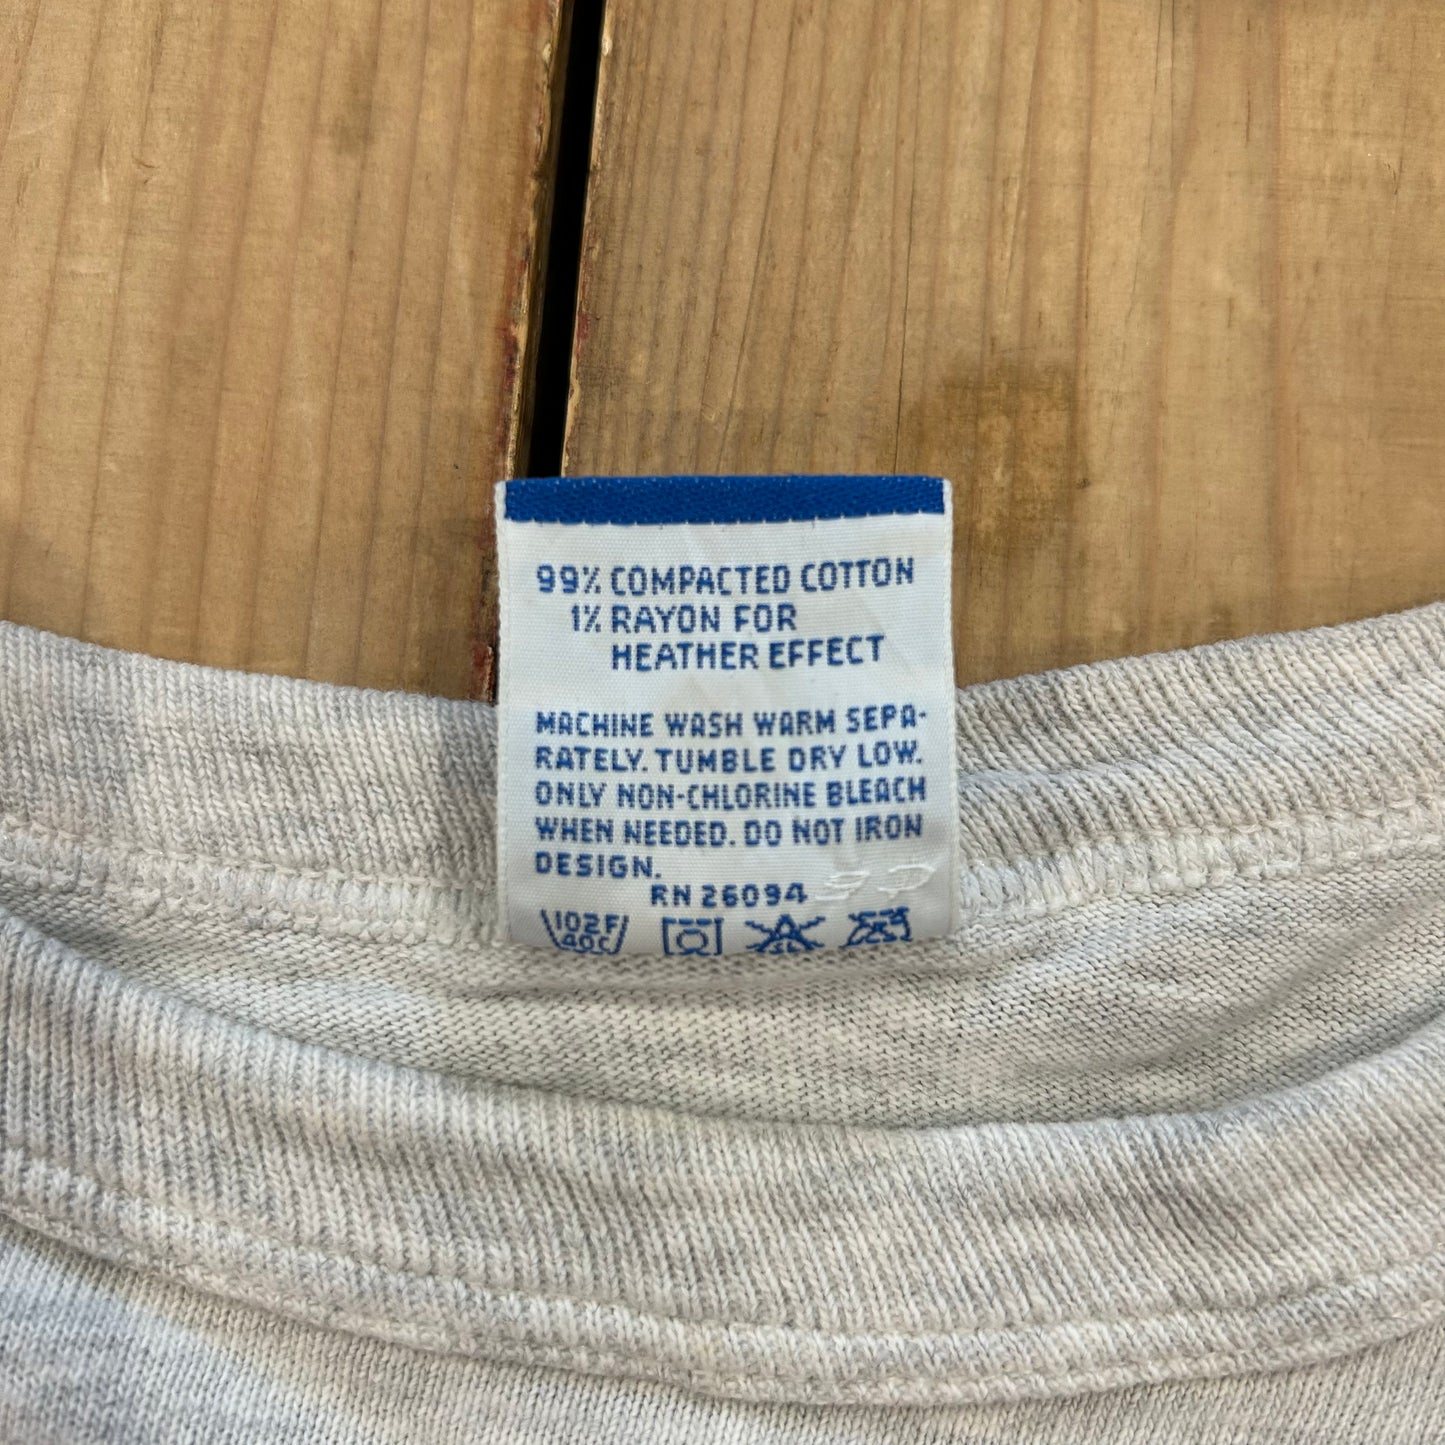 99% COMPACTED COTTON
1% RAYON FOR
HEATHER EFFECT
MACHINE WASH WARM SEPA-
RATELY. TUMBLE DRY LOW.
ONLY NON-CHLORINE BLEACH
WHEN NEEDED. DO NOT IRON
DESIGN.
RN 26094
102F
40C